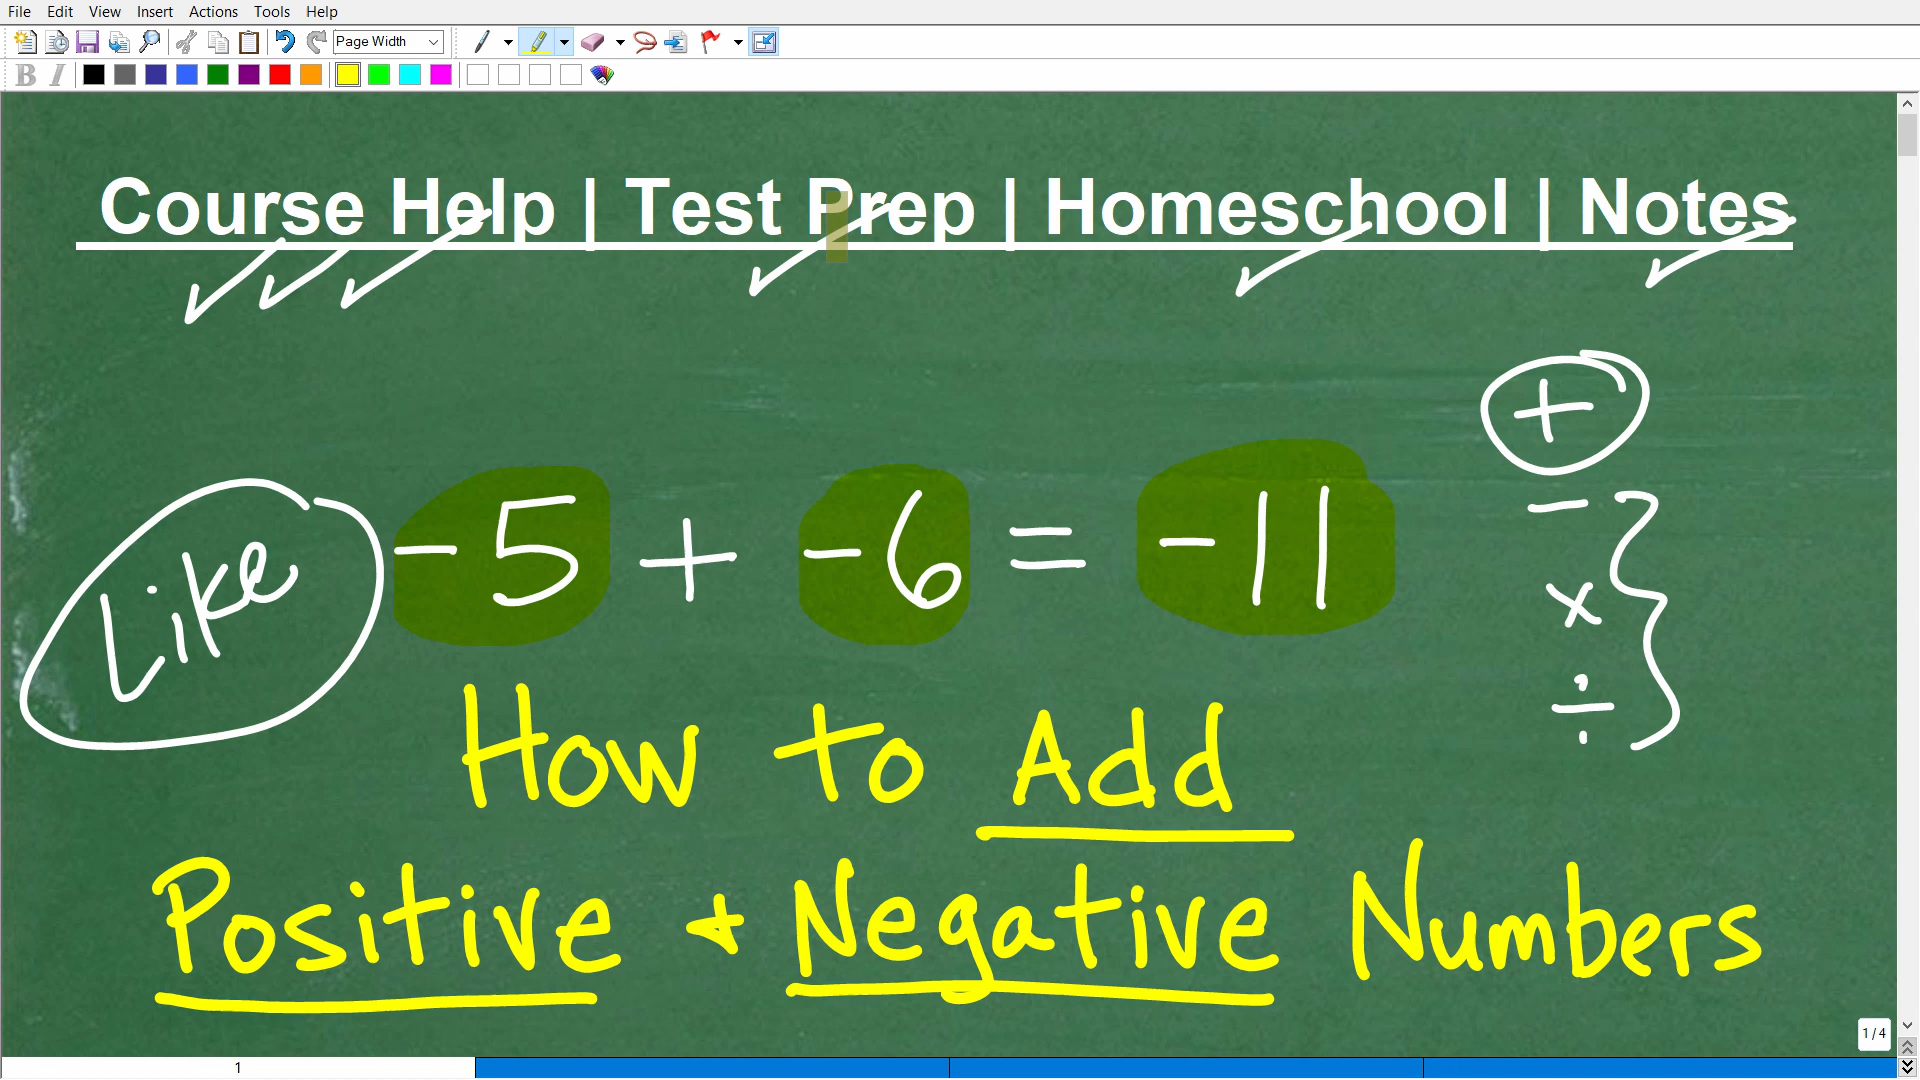 File Edit View Insert Actions Tools Help
Page Width
B I
Course Help | Test Prep | Homeschool | Notes
+
Like -5 + -6 = -11
-
×
÷
How to Add
Positive + Negative Numbers
1 / 4
1